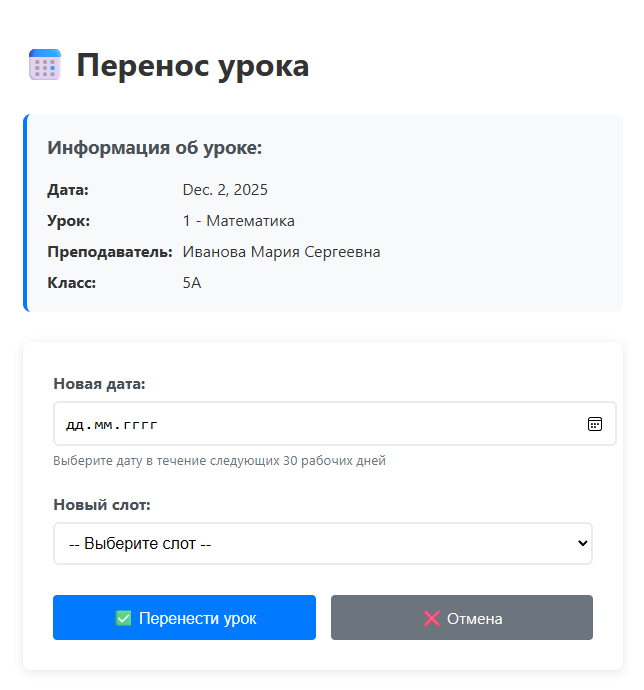 Перенос урока
Информация об уроке:
Дата: Dec. 2, 2025
Урок: 1 - Математика
Преподаватель: Иванова Мария Сергеевна
Класс: 5А
Новая дата:
дд.мм.гггг
Выберите дату в течение следующих 30 рабочих дней
Новый слот:
-- Выберите слот --
✅ Перенести урок ❌ Отмена